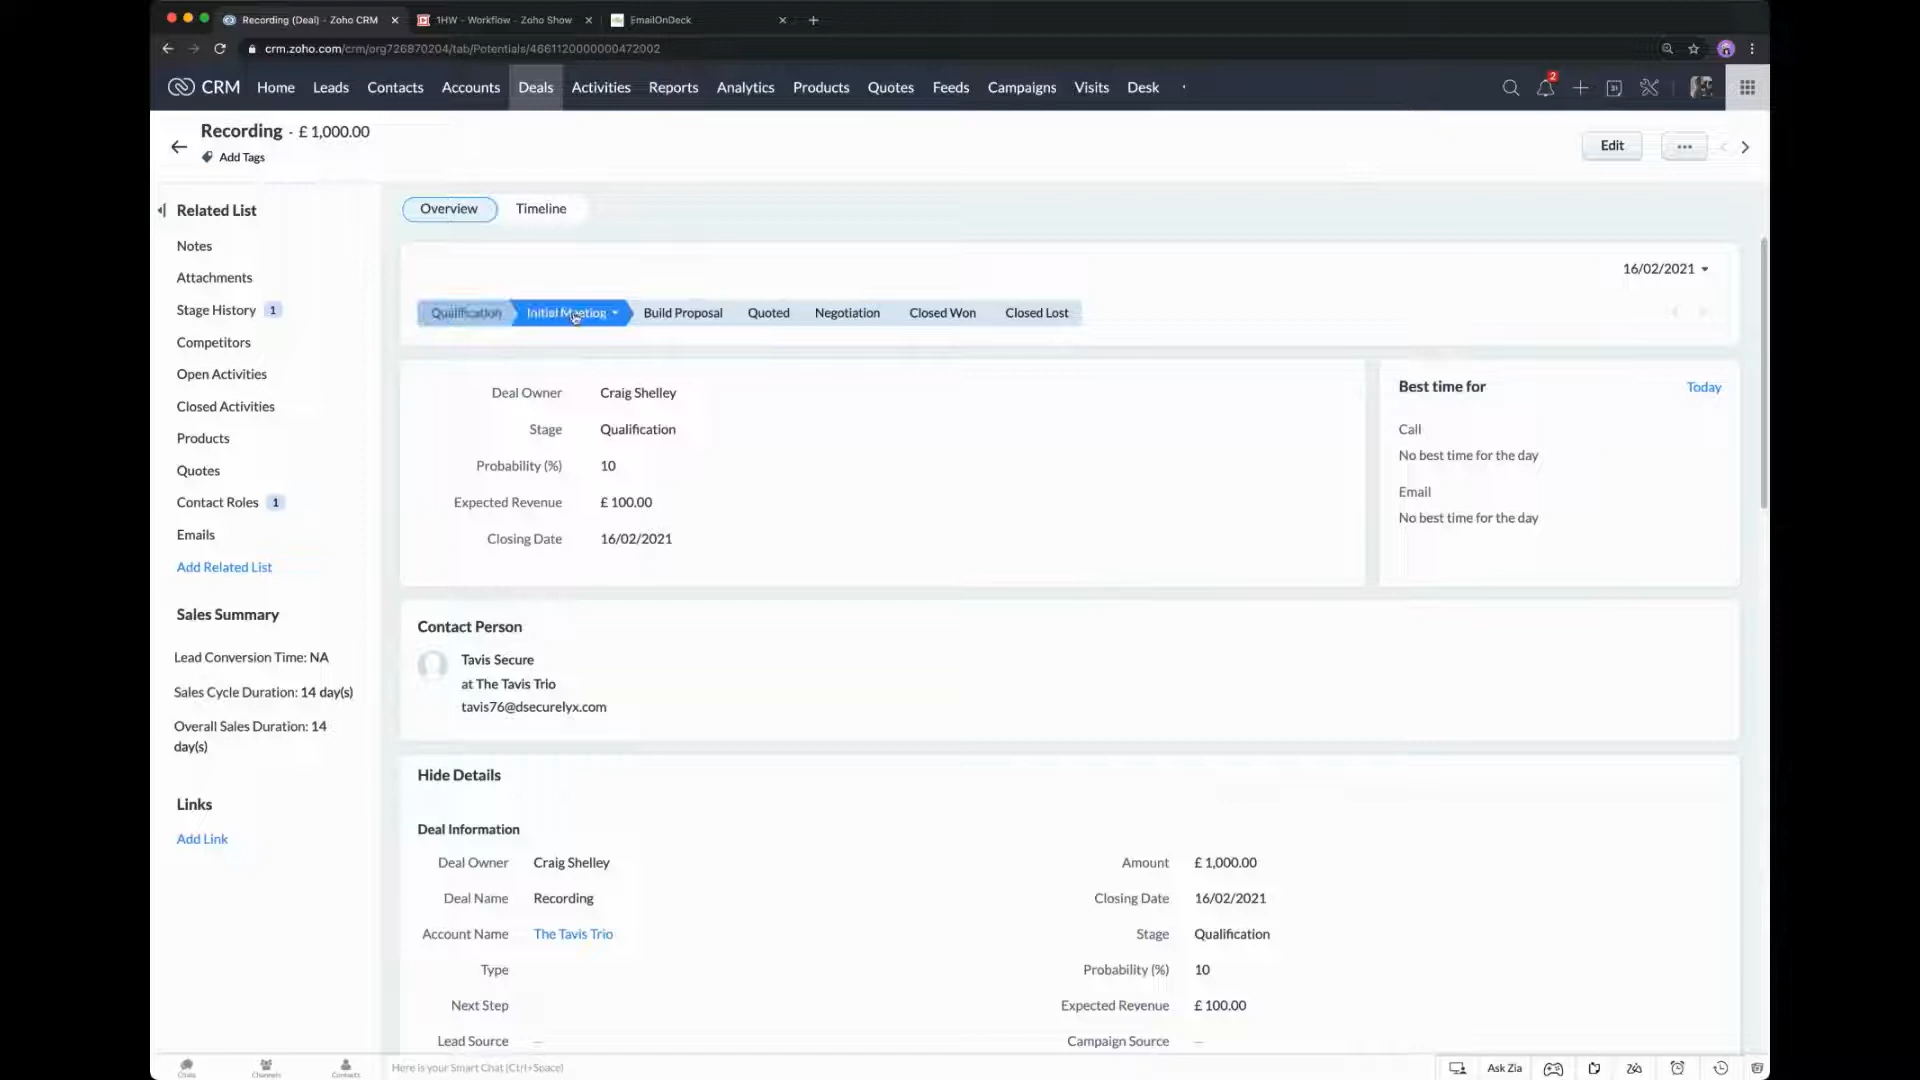 Recording (Deal) - Zoho CRM
1HW - Workflow - Zoho Show
EmailOnDeck
crm.zoho.com/crm/org726870204/tab/Potentials/4661120000000472002
CRM
Home
Leads
Contacts
Accounts
Deals
Activities
Reports
Analytics
Products
Quotes
Feeds
Campaigns
Visits
Desk
2
Recording - £ 1,000.00
Add Tags
Edit
Related List
Notes
Attachments
Stage History 1
Competitors
Open Activities
Closed Activities
Products
Quotes
Contact Roles 1
Emails
Add Related List
Sales Summary
Lead Conversion Time: NA
Sales Cycle Duration: 14 day(s)
Overall Sales Duration: 14
day(s)
Links
Add Link
Overview
Timeline
16/02/2021
Qualification
Initial Meeting
Build Proposal
Quoted
Negotiation
Closed Won
Closed Lost
Deal Owner Craig Shelley
Stage Qualification
Probability (%) 10
Expected Revenue £ 100.00
Closing Date 16/02/2021
Best time for
Today
Call
No best time for the day
Email
No best time for the day
Contact Person
Tavis Secure
at The Tavis Trio
tavis76@dsecurelyx.com
Hide Details
Deal Information
Deal Owner Craig Shelley
Amount £ 1,000.00
Deal Name Recording
Closing Date 16/02/2021
Account Name The Tavis Trio
Stage Qualification
Type
Probability (%) 10
Next Step
Expected Revenue £ 100.00
Lead Source —
Campaign Source —
Chats
Channels
Contacts
Here is your Smart Chat (Ctrl+Space)
Ask Zia